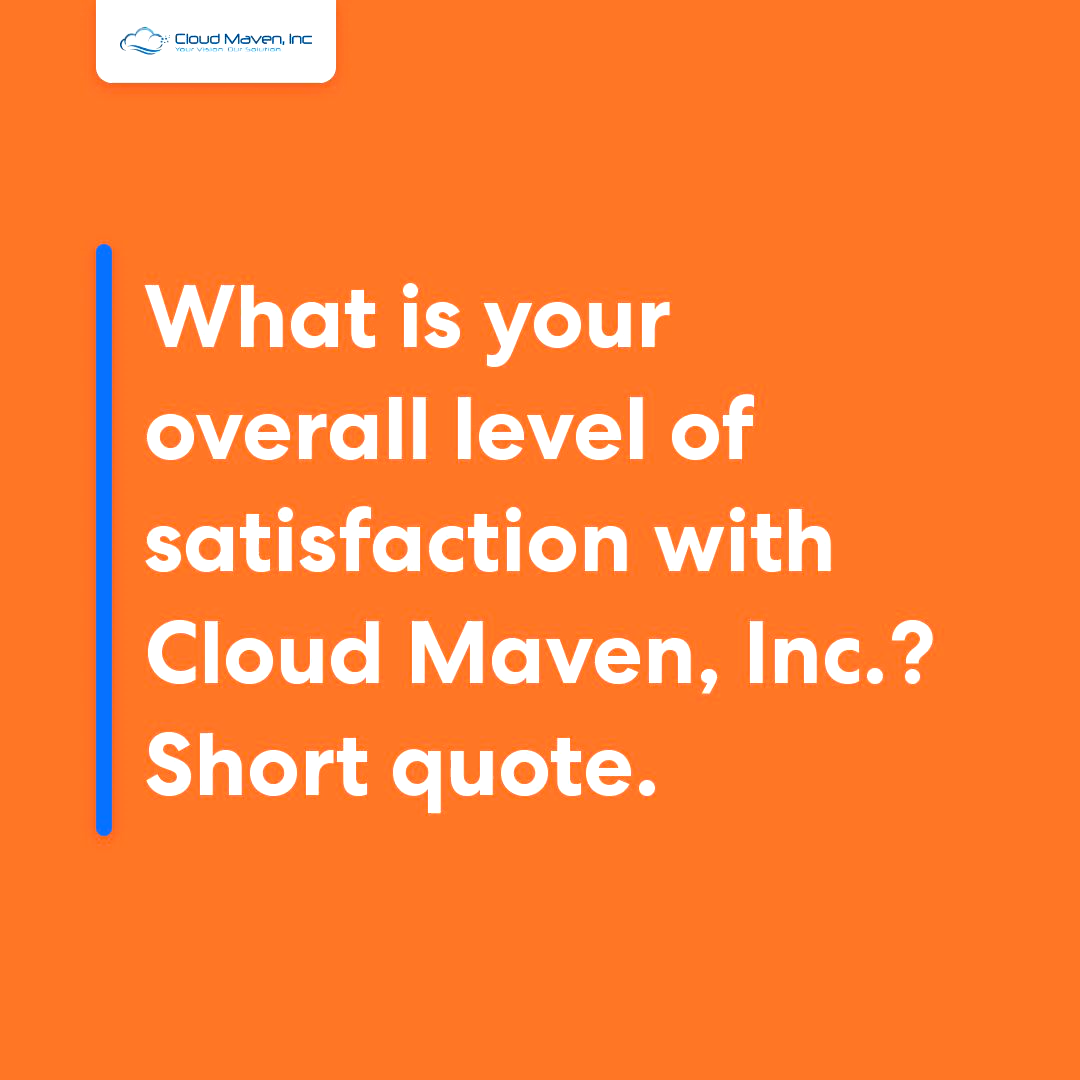 Cloud Maven, Inc
Your Vision Our Solution
What is your
overall level of
satisfaction with
Cloud Maven, Inc.?
Short quote.